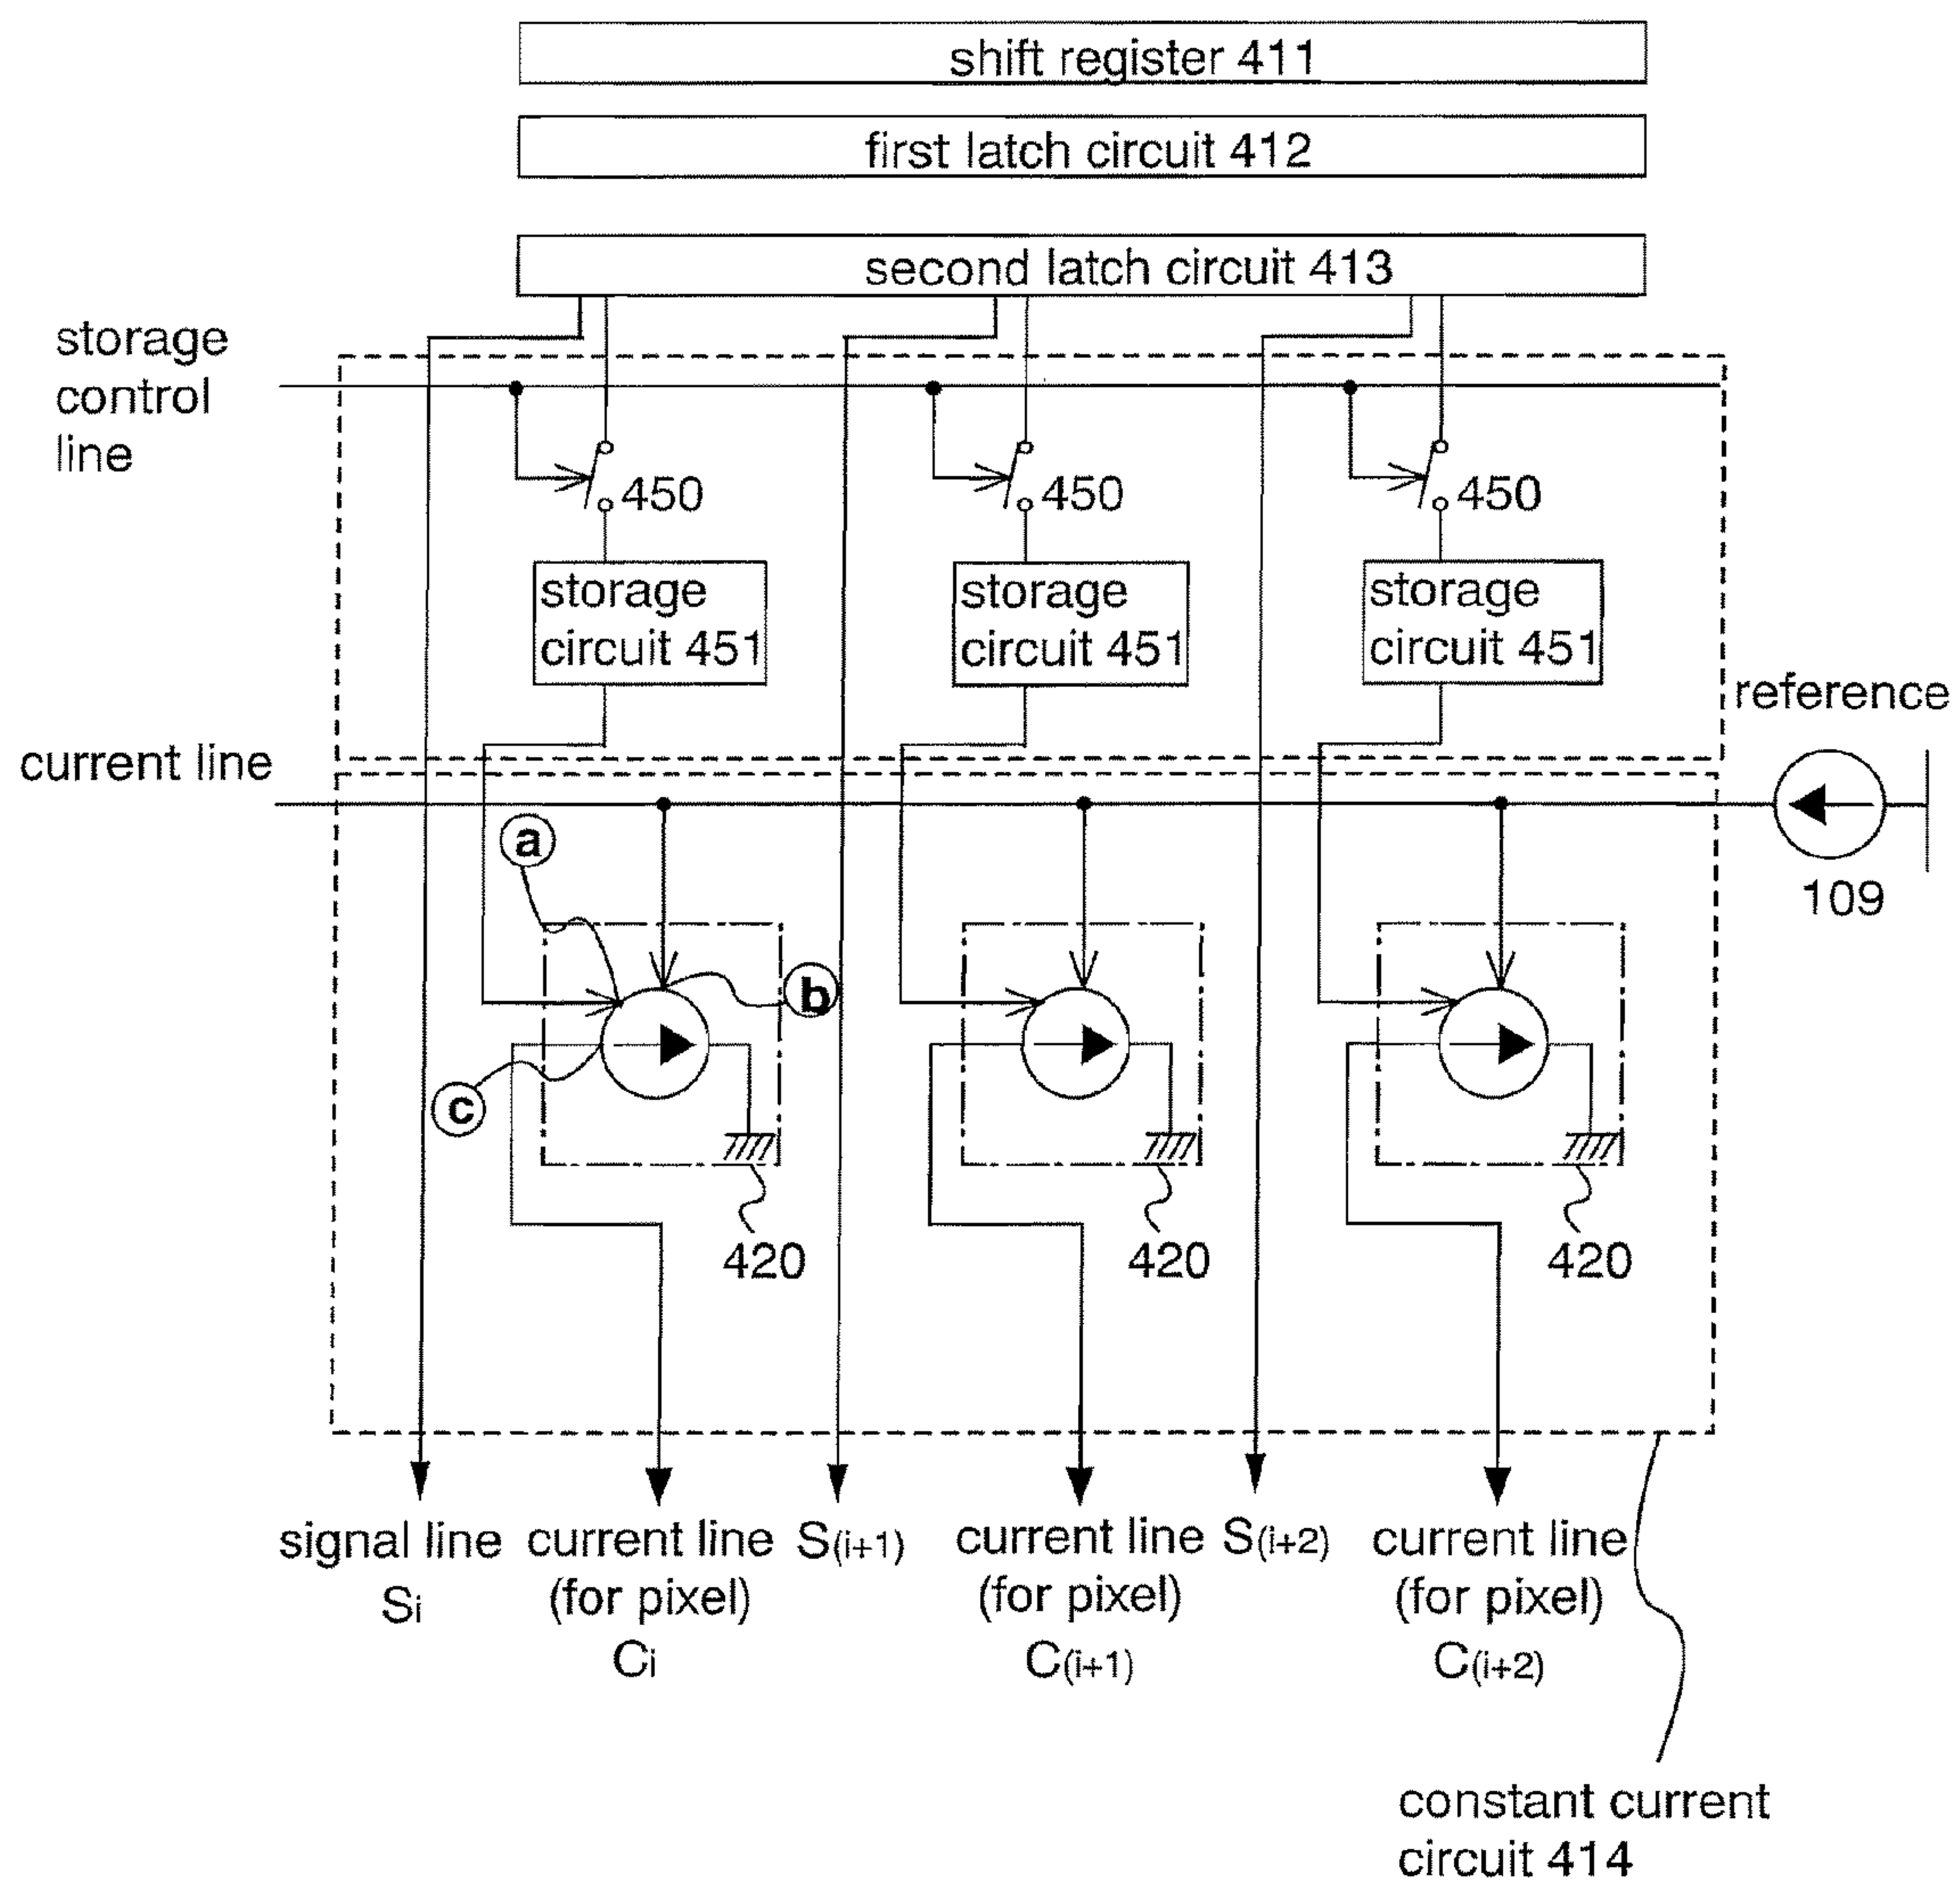 shift register 411
first latch circuit 412
second latch circuit 413
storage
control
line
450
450
450
storage
circuit 451
storage
circuit 451
storage
circuit 451
reference
current line
109
a
b
c
420
420
420
signal line
Si
current line
(for pixel)
Ci
S(i+1)
current line
(for pixel)
C(i+1)
S(i+2)
current line
(for pixel)
C(i+2)
constant current
circuit 414